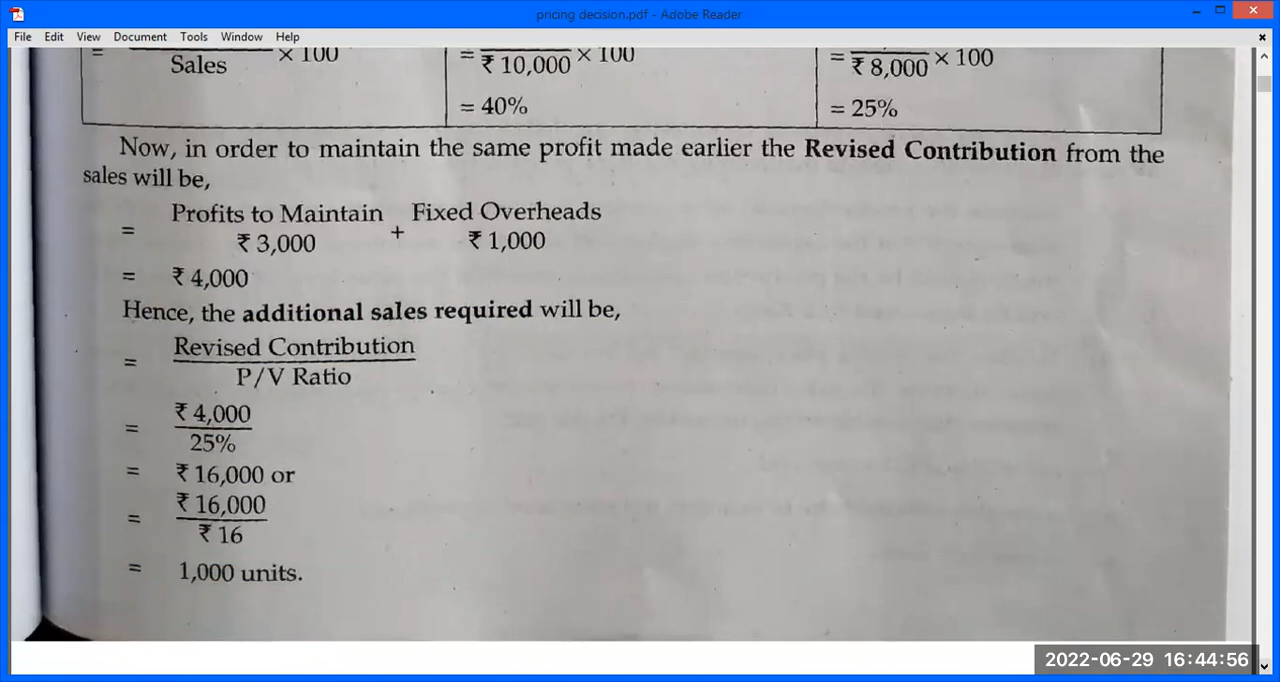 pricing decision.pdf - Adobe Reader
File Edit View Document Tools Window Help
= Sales × 100
= ₹ 10,000 × 100
= ₹ 8,000 × 100
= 40%
= 25%
Now, in order to maintain the same profit made earlier the Revised Contribution from the
sales will be,
= Profits to Maintain + Fixed Overheads
₹ 3,000 ₹ 1,000
= ₹ 4,000
Hence, the additional sales required will be,
= Revised Contribution
P/V Ratio
= ₹ 4,000
25%
= ₹ 16,000 or
= ₹ 16,000
₹ 16
= 1,000 units.
2022-06-29 16:44:56